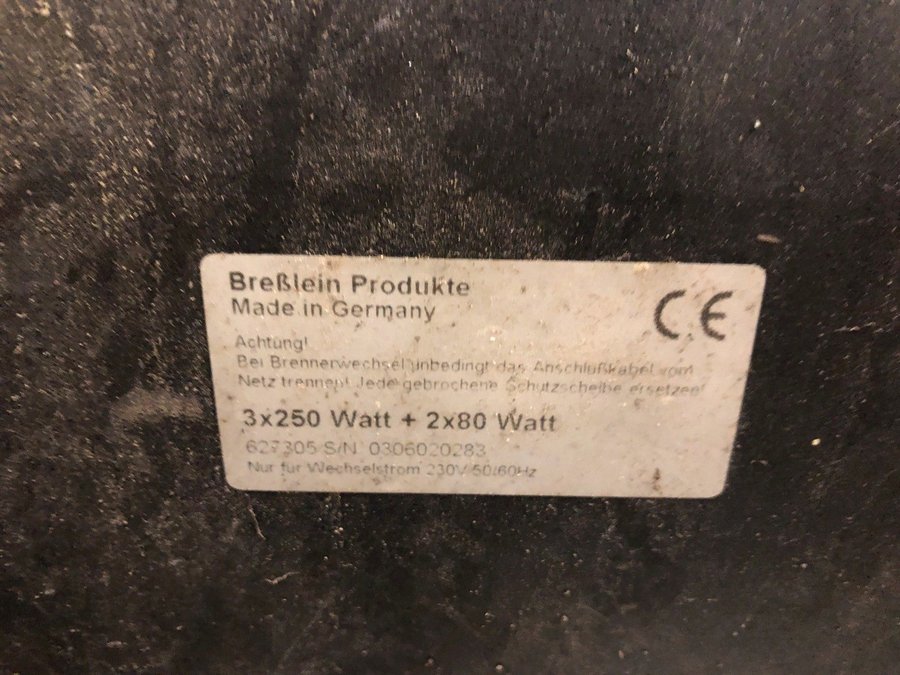 Breßlein Produkte
Made in Germany
CE
Achtung!
Bei Brennerwechsel unbedingt das Anschlußkabel vom
Netz trennen! Jede gebrochene Schutzscheibe ersetzen!
3x250 Watt + 2x80 Watt
627305 S/N 0306020283
Nur für Wechselstrom 230V 50/60Hz